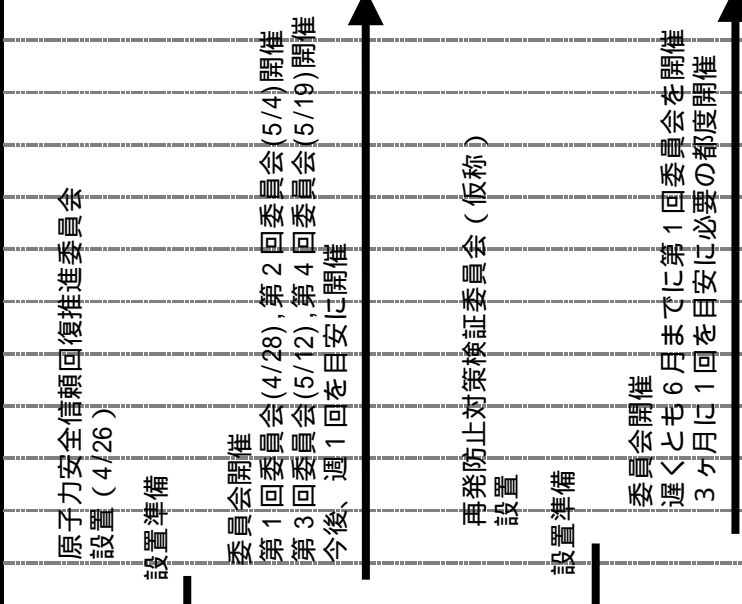 原子力安全信頼回復推進委員会
設置（4/26）
設置準備
委員会開催
第1回委員会(4/28),第2回委員会(5/4)開催
第3回委員会(5/12),第4回委員会(5/19)開催
今後、週1回を目安に開催
再発防止対策検証委員会（仮称）
設置
設置準備
委員会開催
遅くとも6月までに第1回委員会を開催
3ヶ月に1回を目安に必要の都度開催